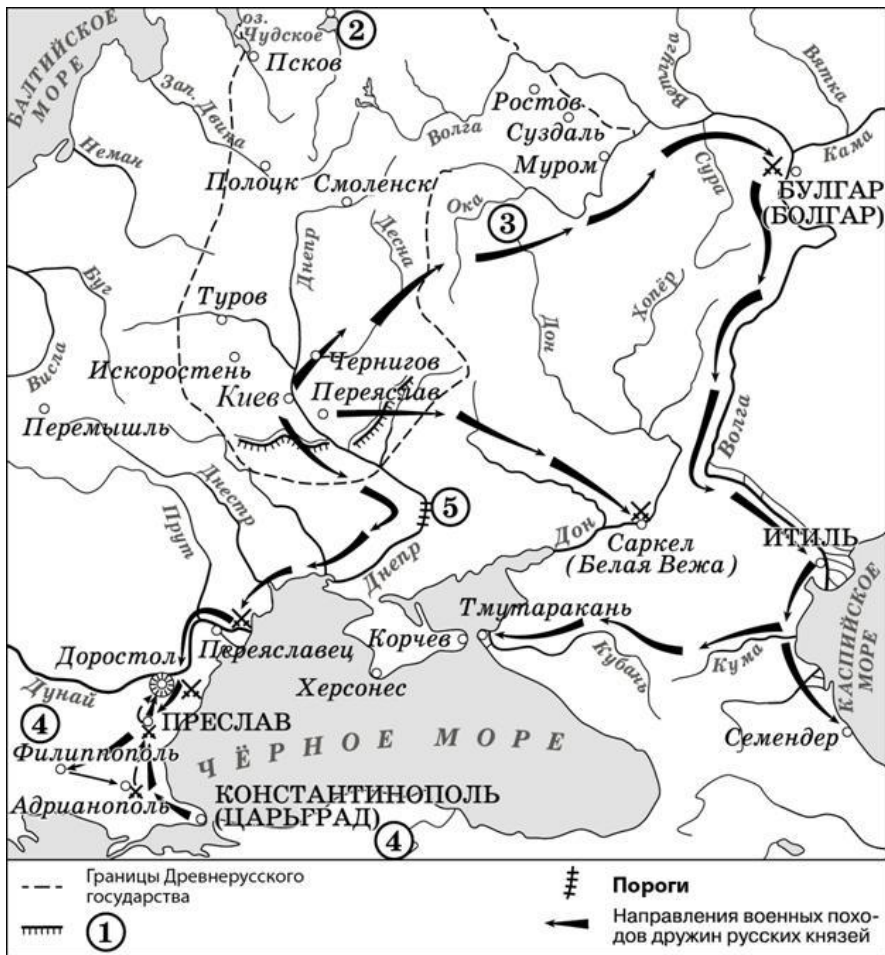 оз.
Чудское
②
Псков
БАЛТИЙСКОЕ
МОРЕ
Зап. Двина
Ветлуга
Вятка
Ростов
Суздаль
Волга
Муром
Кама
Неман
Полоцк
Смоленск
Ока
Сура
БУЛГАР
(БОЛГАР)
③
Днепр
Десна
Буг
Туров
Хопёр
Дон
Висла
Искоростень
Чернигов
Киев
Переяслав
Волга
Перемышль
Днестр
Прут
⑤
Дон
Саркел
(Белая Вежа)
ИТИЛЬ
Днепр
Тмутаракань
Корчев
Переяславец
Доростол
Кубань
Кума
КАСПИЙСКОЕ
МОРЕ
Дунай
Херсонес
④
ПРЕСЛАВ
Семендер
Филиппополь
ЧЁРНОЕ МОРЕ
Адрианополь
КОНСТАНТИНОПОЛЬ
(ЦАРЬГРАД)
④
Границы Древнерусского
государства
①
Пороги
Направления военных похо-
дов дружин русских князей